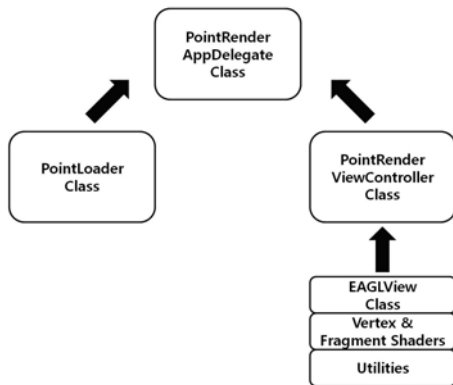 PointRender
AppDelegate
Class
PointLoader
Class
PointRender
ViewController
Class
EAGLView
Class
Vertex &
Fragment Shaders
Utilities